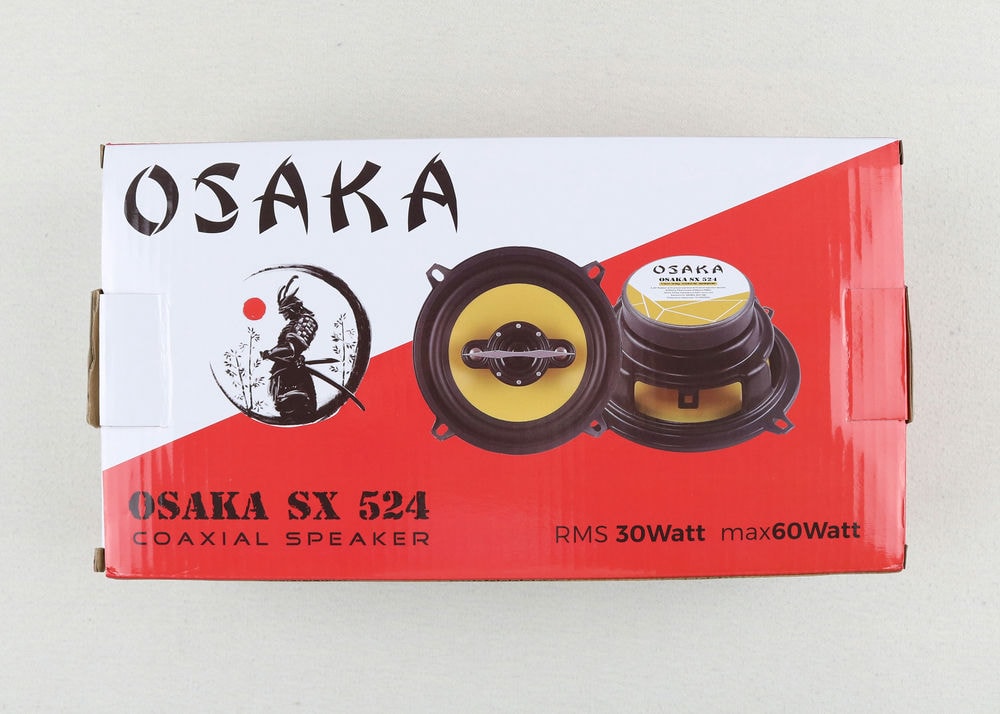 OSAKA
OSAKA
OSAKA SX 524
OSAKA SX 524
COAXIAL SPEAKER
RMS 30Watt max60Watt